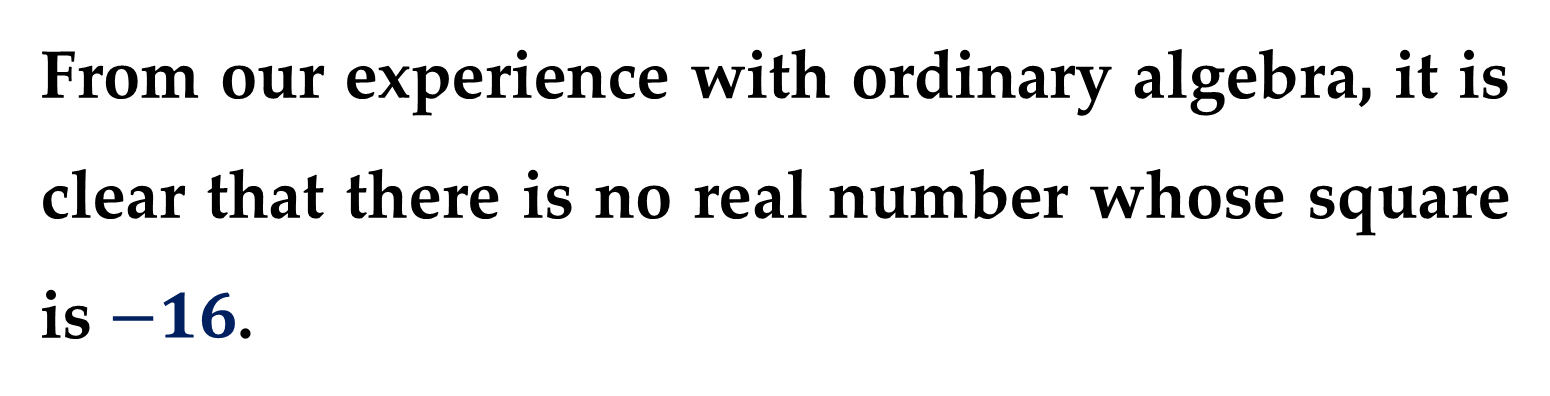 From our experience with ordinary algebra, it is
clear that there is no real number whose square
is −16.